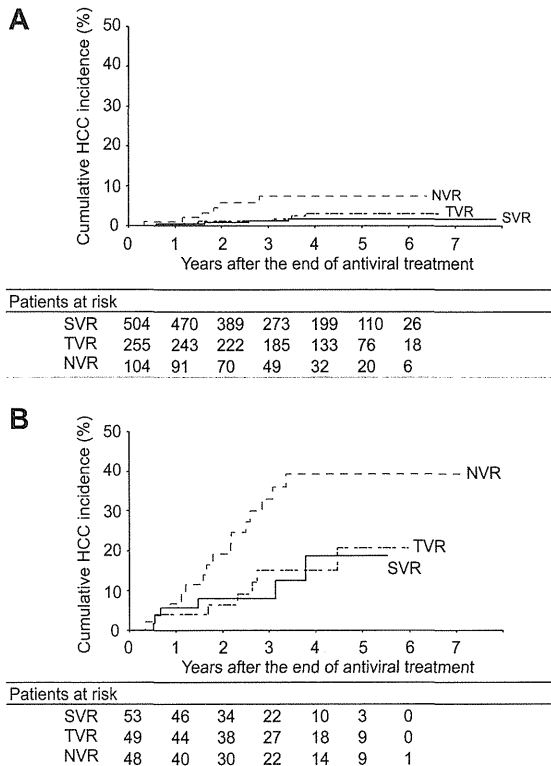 A
Cumulative HCC incidence (%)
50
40
30
20
10
0
NVR
TVR
SVR
0 1 2 3 4 5 6 7
Years after the end of antiviral treatment
Patients at risk
SVR 504 470 389 273 199 110 26
TVR 255 243 222 185 133 76 18
NVR 104 91 70 49 32 20 6
B
Cumulative HCC incidence (%)
50
40
30
20
10
0
NVR
TVR
SVR
0 1 2 3 4 5 6 7
Years after the end of antiviral treatment
Patients at risk
SVR 53 46 34 22 10 3 0
TVR 49 44 38 27 18 9 0
NVR 48 40 30 22 14 9 1